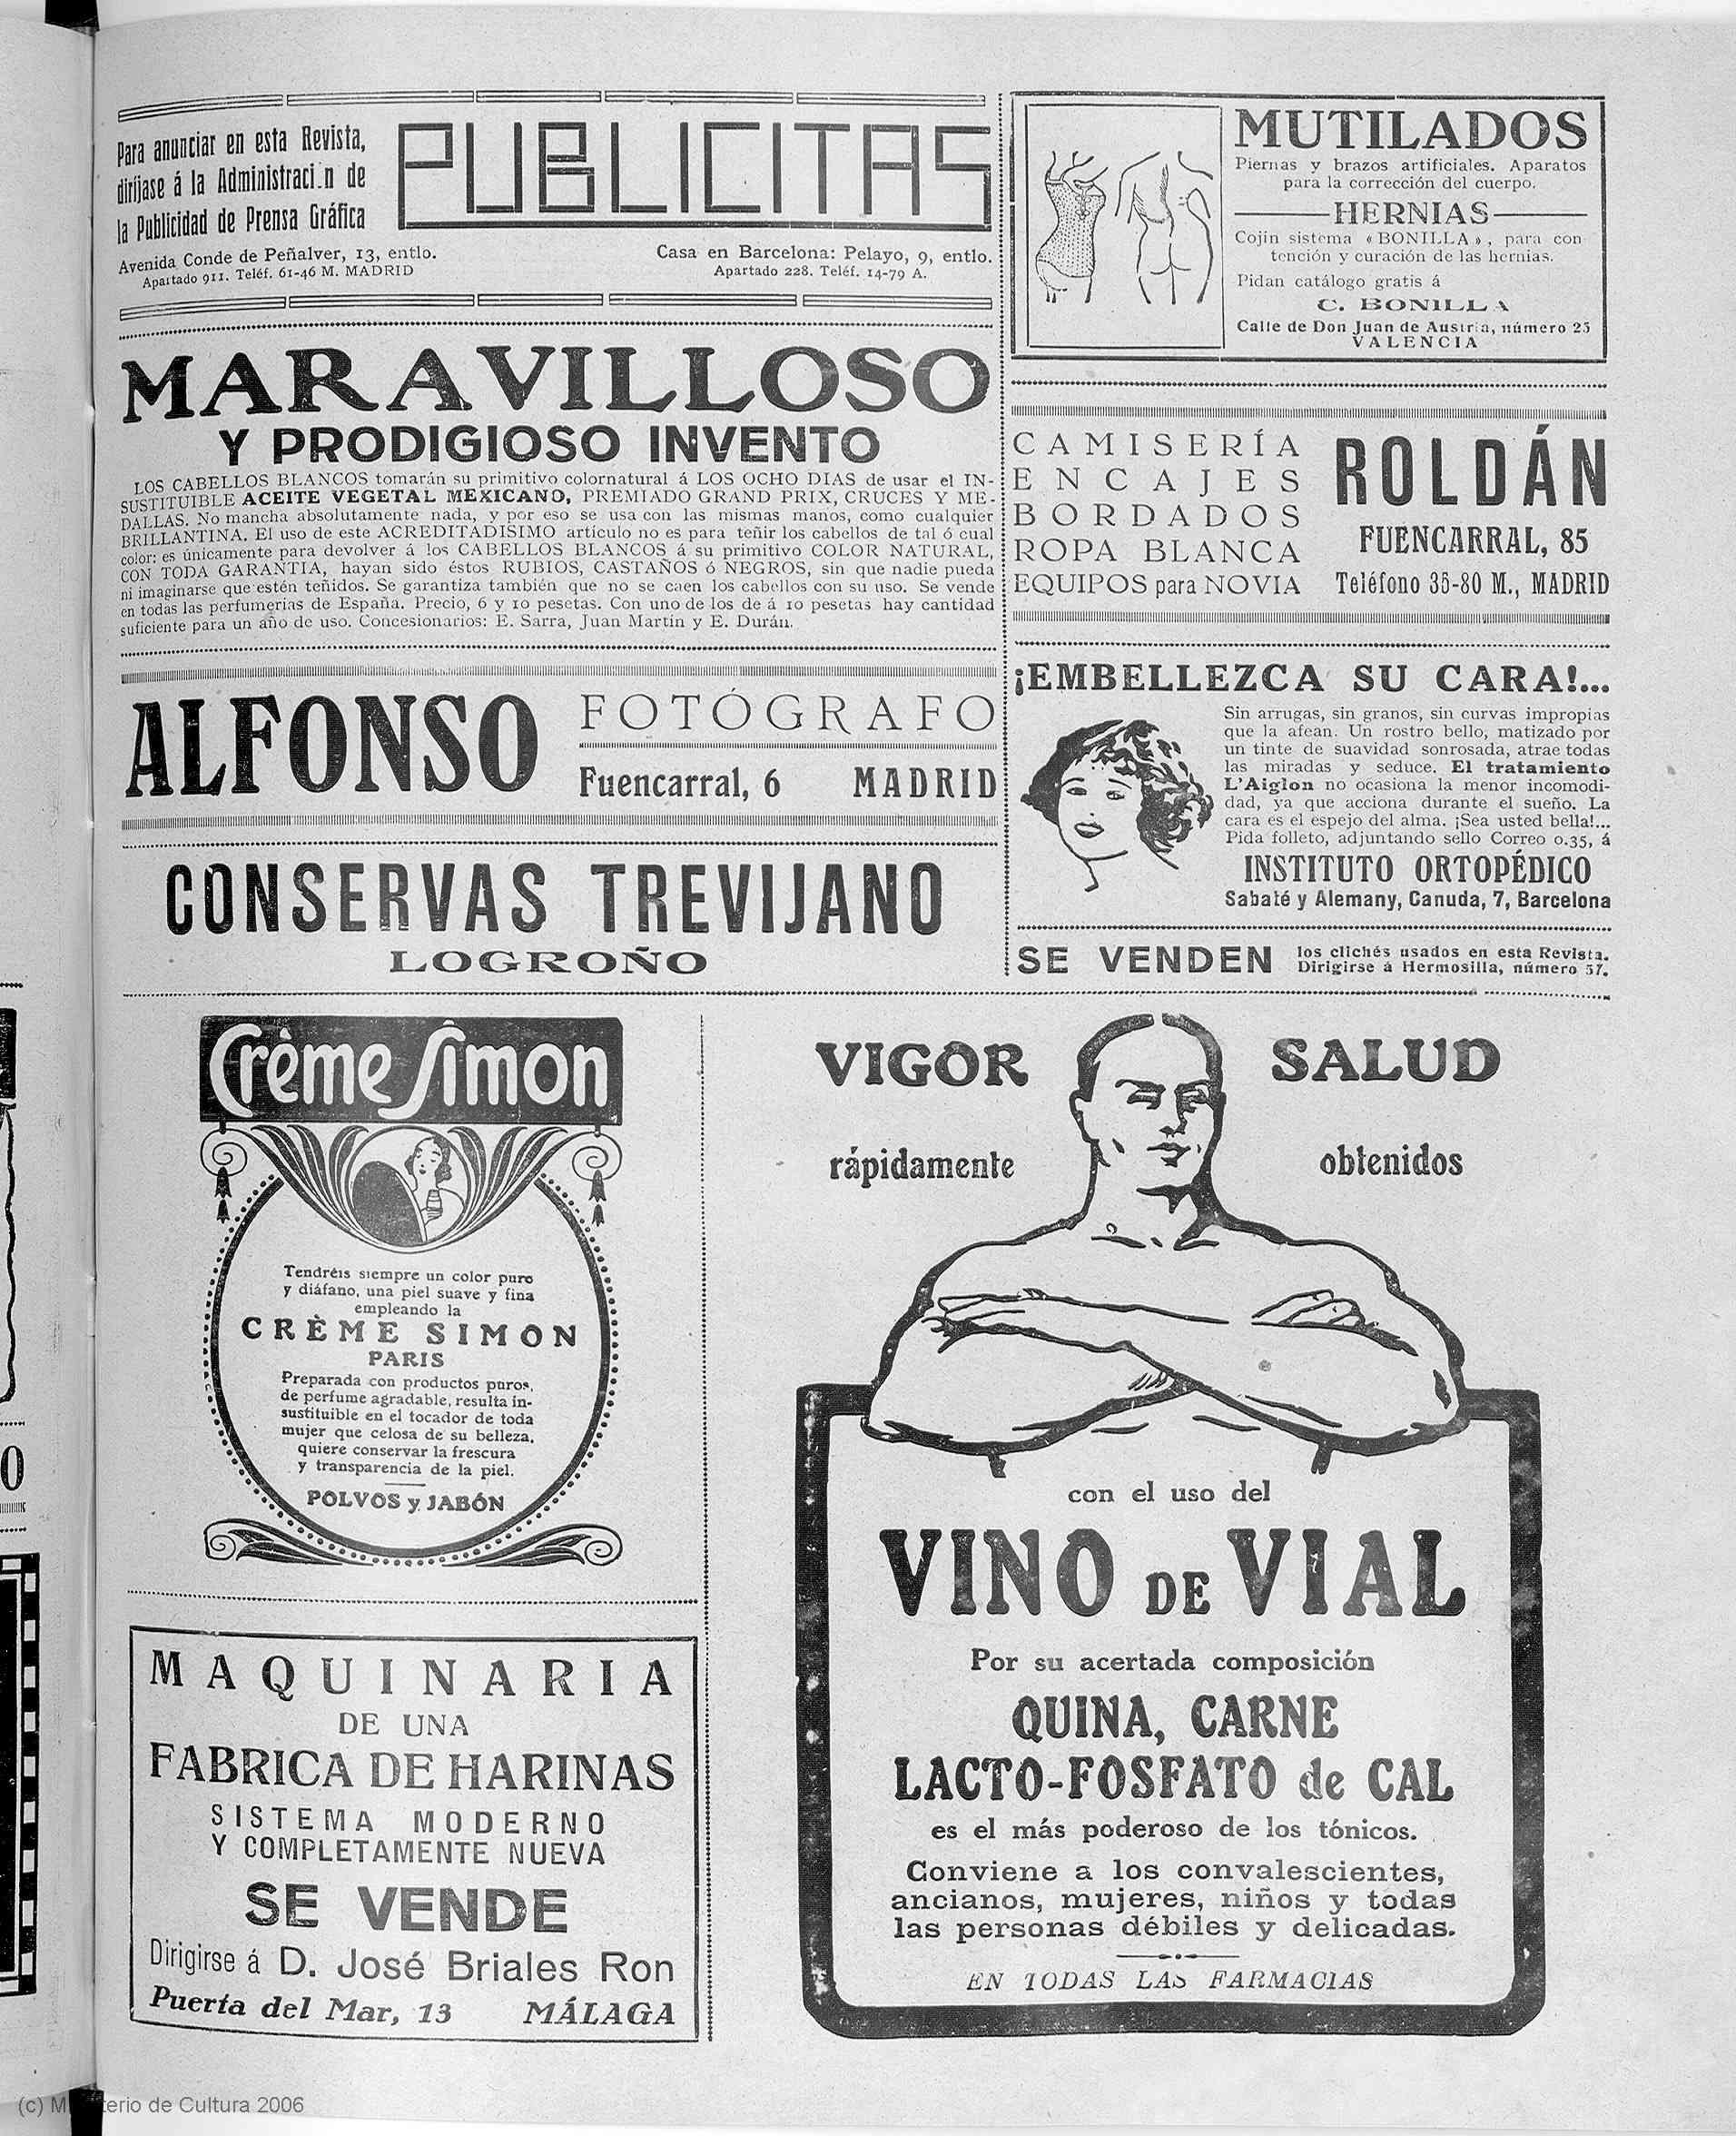 Para anunciar en esta Revista,
diríjase á la Administraci n de
la Publicidad de Prensa Gráfica
PUBLICITAS
Avenida Conde de Peñalver, 13, entlo.
Apartado 911. Teléf. 61-46 M. MADRID
Casa en Barcelona: Pelayo, 9, entlo.
Apartado 228. Teléf. 14-79 A.
MARAVILLOSO
Y PRODIGIOSO INVENTO
LOS CABELLOS BLANCOS tomarán su primitivo colornatural á LOS OCHO DIAS de usar el IN-
SUSTITUIBLE ACEITE VEGETAL MEXICANO, PREMIADO GRAND PRIX, CRUCES Y ME-
DALLAS. No mancha absolutamente nada, y por eso se usa con las mismas manos, como cualquier
BRILLANTINA. El uso de este ACREDITADISIMO artículo no es para teñir los cabellos de tal ó cual
color: es únicamente para devolver á los CABELLOS BLANCOS á su primitivo COLOR NATURAL,
CON TODA GARANTIA, hayan sido éstos RUBIOS, CASTAÑOS ó NEGROS, sin que nadie pueda
ni imaginarse que estén teñidos. Se garantiza también que no se caen los cabellos con su uso. Se vende
en todas las perfumerias de España. Precio, 6 y 10 pesetas. Con uno de los de á 10 pesetas hay cantidad
suficiente para un año de uso. Concesionarios: E. Sarra, Juan Martín y E. Durán.
ALFONSO
FOTÓGRAFO
Fuencarral, 6 MADRID
CONSERVAS TREVIJANO
LOGROÑO
MUTILADOS
Piernas y brazos artificiales. Aparatos
para la corrección del cuerpo.
HERNIAS
Cojin sistema «BONILLA», para con
tención y curación de las hernias.
Pidan catálogo gratis á
C. BONILLA
Calle de Don Juan de Austria, número 25
VALENCIA
CAMISERÍA
ENCAJES
BORDADOS
ROPA BLANCA
EQUIPOS para NOVIA
ROLDÁN
FUENCARRAL, 85
Teléfono 35-80 M., MADRID
¡EMBELLEZCA SU CARA!...
Sin arrugas, sin granos, sin curvas impropias
que la afean. Un rostro bello, matizado por
un tinte de suavidad sonrosada, atrae todas
las miradas y seduce. El tratamiento
L'Aiglon no ocasiona la menor incomodi-
dad, ya que acciona durante el sueño. La
cara es el espejo del alma. ¡Sea usted bella!...
Pida folleto, adjuntando sello Correo 0.35, á
INSTITUTO ORTOPÉDICO
Sabaté y Alemany, Canuda, 7, Barcelona
SE VENDEN los clichés usados en esta Revista.
Dirigirse á Hermosilla, número 57.
Crème Simon
Tendréis siempre un color puro
y diáfano, una piel suave y fina
empleando la
CRÈME SIMON
PARIS
Preparada con productos puros,
de perfume agradable, resulta in-
sustituible en el tocador de toda
mujer que celosa de su belleza,
quiere conservar la frescura
y transparencia de la piel.
POLVOS y JABÓN
MAQUINARIA
DE UNA
FABRICA DE HARINAS
SISTEMA MODERNO
Y COMPLETAMENTE NUEVA
SE VENDE
Dirigirse á D. José Briales Ron
Puerta del Mar, 13 MÁLAGA
VIGOR SALUD
rápidamente obtenidos
con el uso del
VINO DE VIAL
Por su acertada composición
QUINA, CARNE
LACTO-FOSFATO de CAL
es el más poderoso de los tónicos.
Conviene a los convalescientes,
ancianos, mujeres, niños y todas
las personas débiles y delicadas.
EN TODAS LAS FARMACIAS
O
(c) Ministerio de Cultura 2006